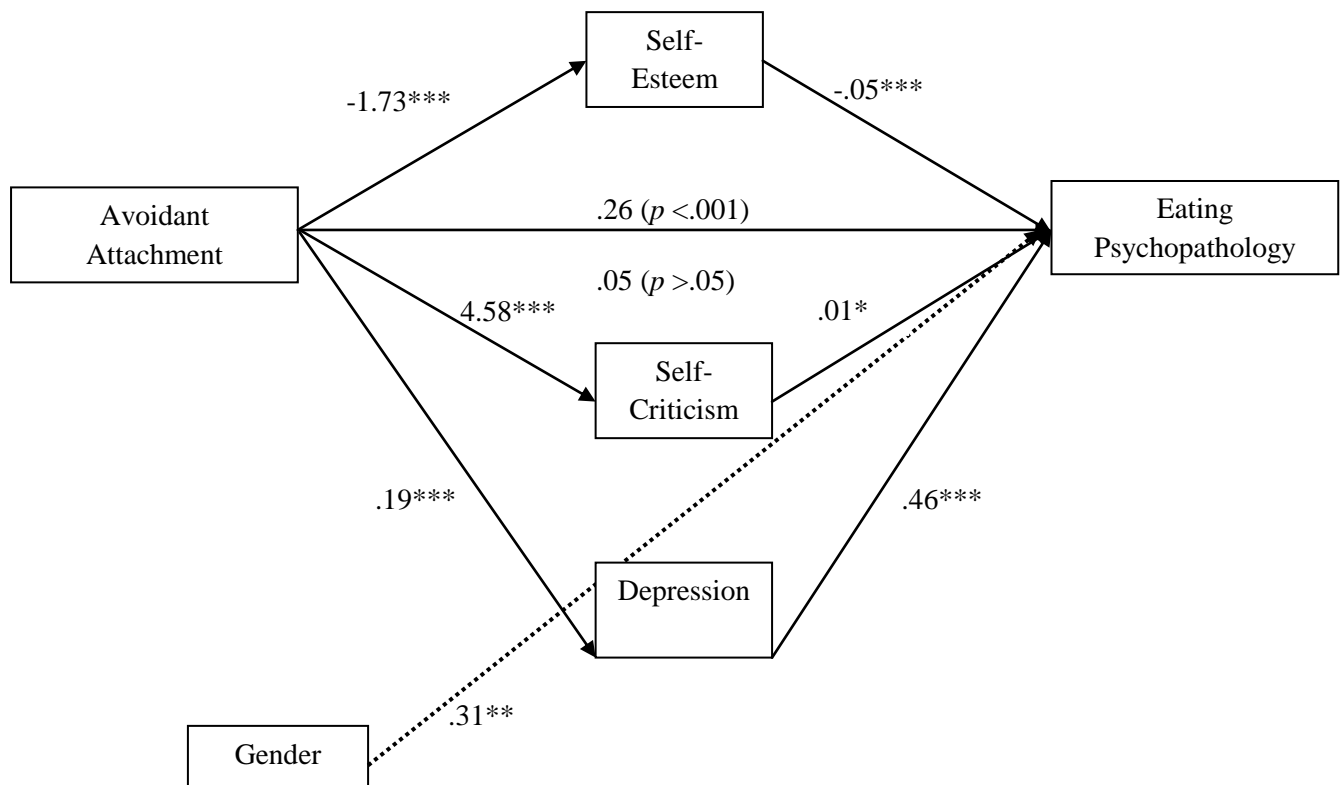 Self-
Esteem
-1.73***
-.05***
Avoidant
Attachment
.26 (p <.001)
Eating
Psychopathology
.05 (p >.05)
4.58***
.01*
Self-
Criticism
.19***
.46***
Depression
.31**
Gender